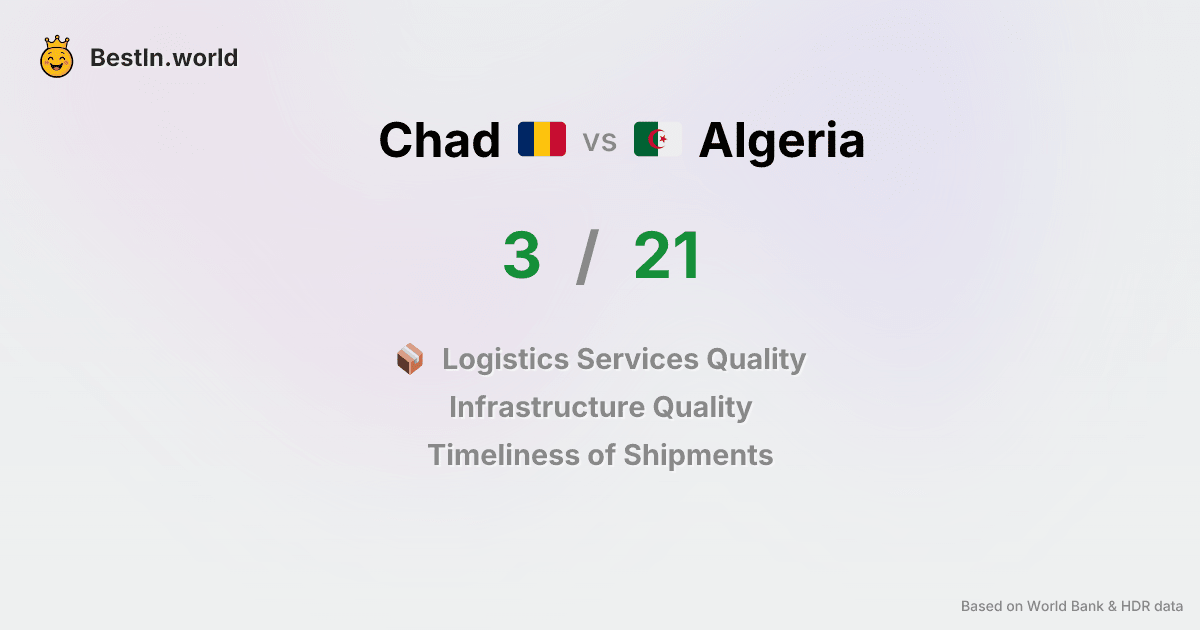 BestIn.world
Chad vs Algeria
3 / 21
Logistics Services Quality
Infrastructure Quality
Timeliness of Shipments
Based on World Bank & HDR data